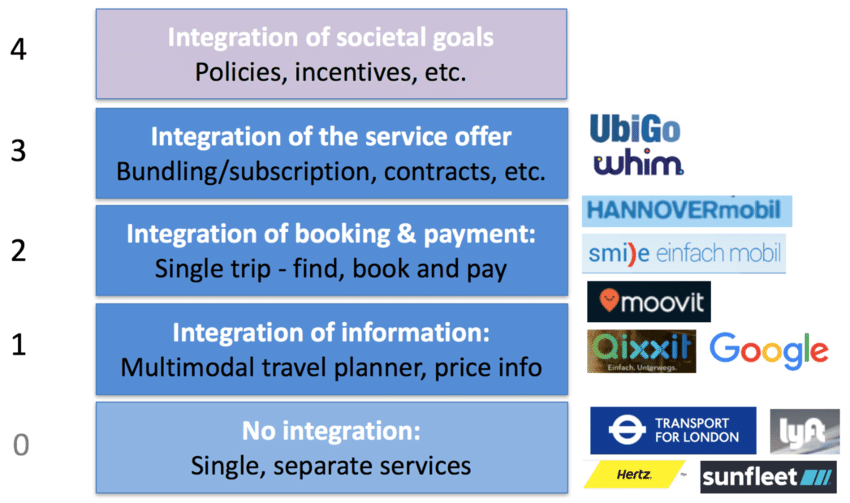 4
Integration of societal goals
Policies, incentives, etc.
3
Integration of the service offer
Bundling/subscription, contracts, etc.
UbiGo
whim
2
Integration of booking & payment:
Single trip - find, book and pay
HANNOVERmobil
smi)e einfach mobil
moovit
1
Integration of information:
Multimodal travel planner, price info
Qixxit
Einfach. Unterwegs.
Google
0
No integration:
Single, separate services
TRANSPORT
FOR LONDON
lyft
Hertz
sunfleet